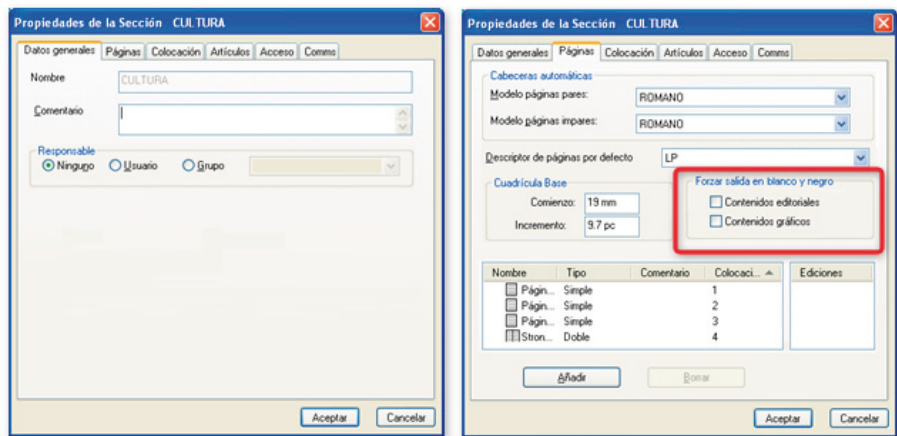 Propiedades de la Sección CULTURA
Datos generales Páginas Colocación Artículos Acceso Comms
Nombre CULTURA
Comentario
Responsable
Ninguno Usuario Grupo
Aceptar Cancelar
Propiedades de la Sección CULTURA
Datos generales Páginas Colocación Artículos Acceso Comms
Cabeceras automáticas
Modelo páginas pares: ROMANO
Modelo páginas impares: ROMANO
Descriptor de páginas por defecto LP
Cuadrícula Base
Comienzo: 19 mm
Incremento: 9.7 pc
Forzar salida en blanco y negro
Contenidos editoriales
Contenidos gráficos
Nombre Tipo Comentario Colocaci... Ediciones
Págin... Simple 1
Págin... Simple 2
Págin... Simple 3
Stron... Doble 4
Añadir Borrar
Aceptar Cancelar